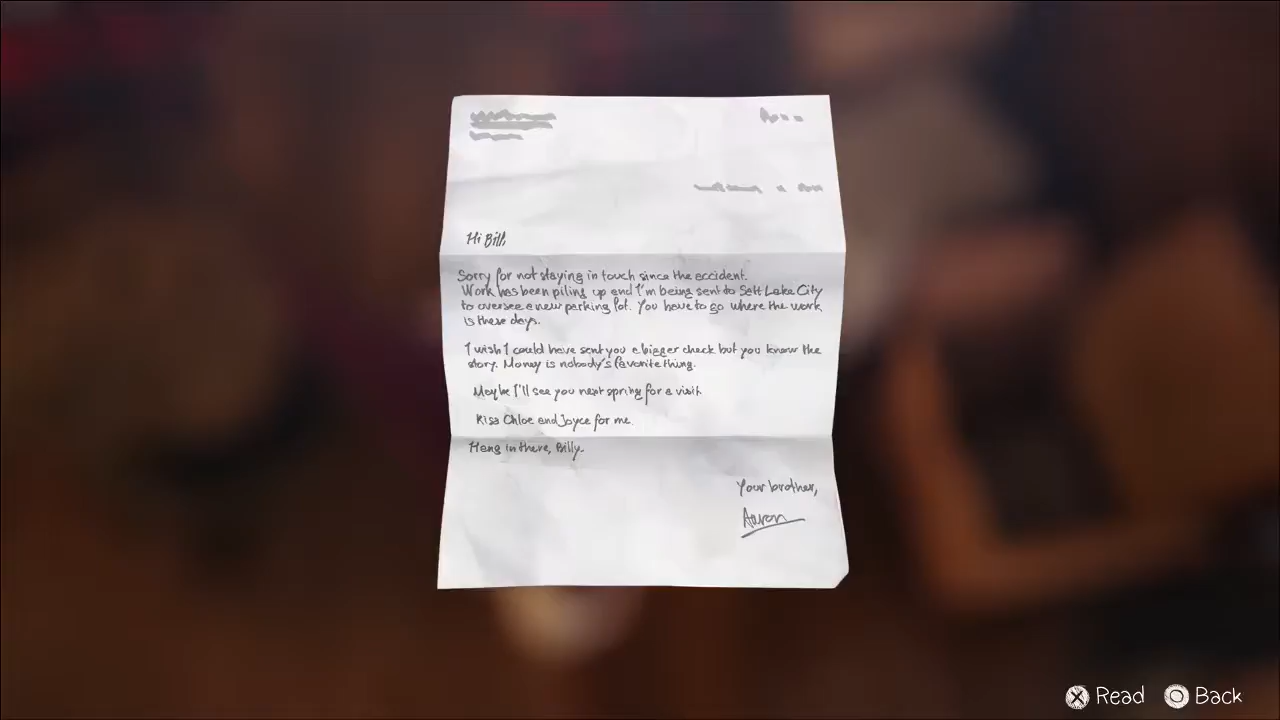 Hi Bill,
Sorry for not staying in touch since the accident.
Work has been piling up and I'm being sent to Salt Lake City
to oversee a new parking lot. You have to go where the work
is these days.
I wish I could have sent you a bigger check but you know the
story. Money is nobody's favorite thing.
Maybe I'll see you next spring for a visit.
Kiss Chloe and Joyce for me.
Hang in there, Billy.
Your brother,
Aaron
Read Back